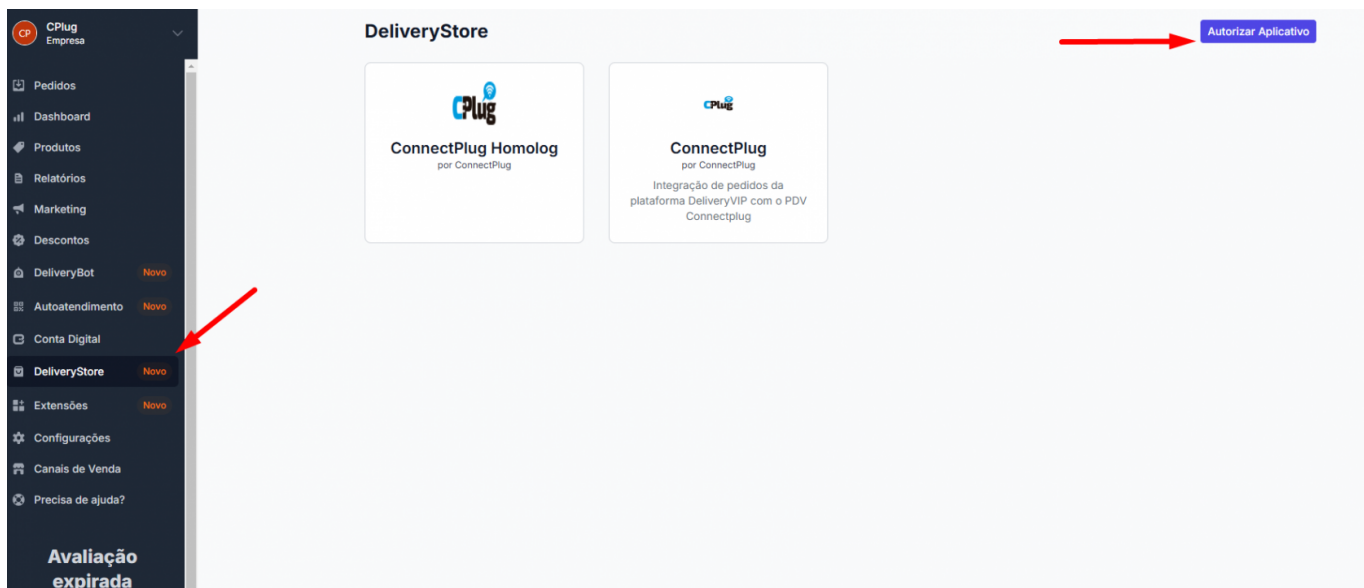 CP
CPlug
Empresa
Pedidos
Dashboard
Produtos
Relatórios
Marketing
Descontos
DeliveryBot Novo
Autoatendimento Novo
Conta Digital
DeliveryStore Novo
Extensões Novo
Configurações
Canais de Venda
Precisa de ajuda?
Avaliação
expirada
DeliveryStore
Autorizar Aplicativo
CPlug
ConnectPlug Homolog
por ConnectPlug
CPlug
ConnectPlug
por ConnectPlug
Integração de pedidos da
plataforma DeliveryVIP com o PDV
Connectplug